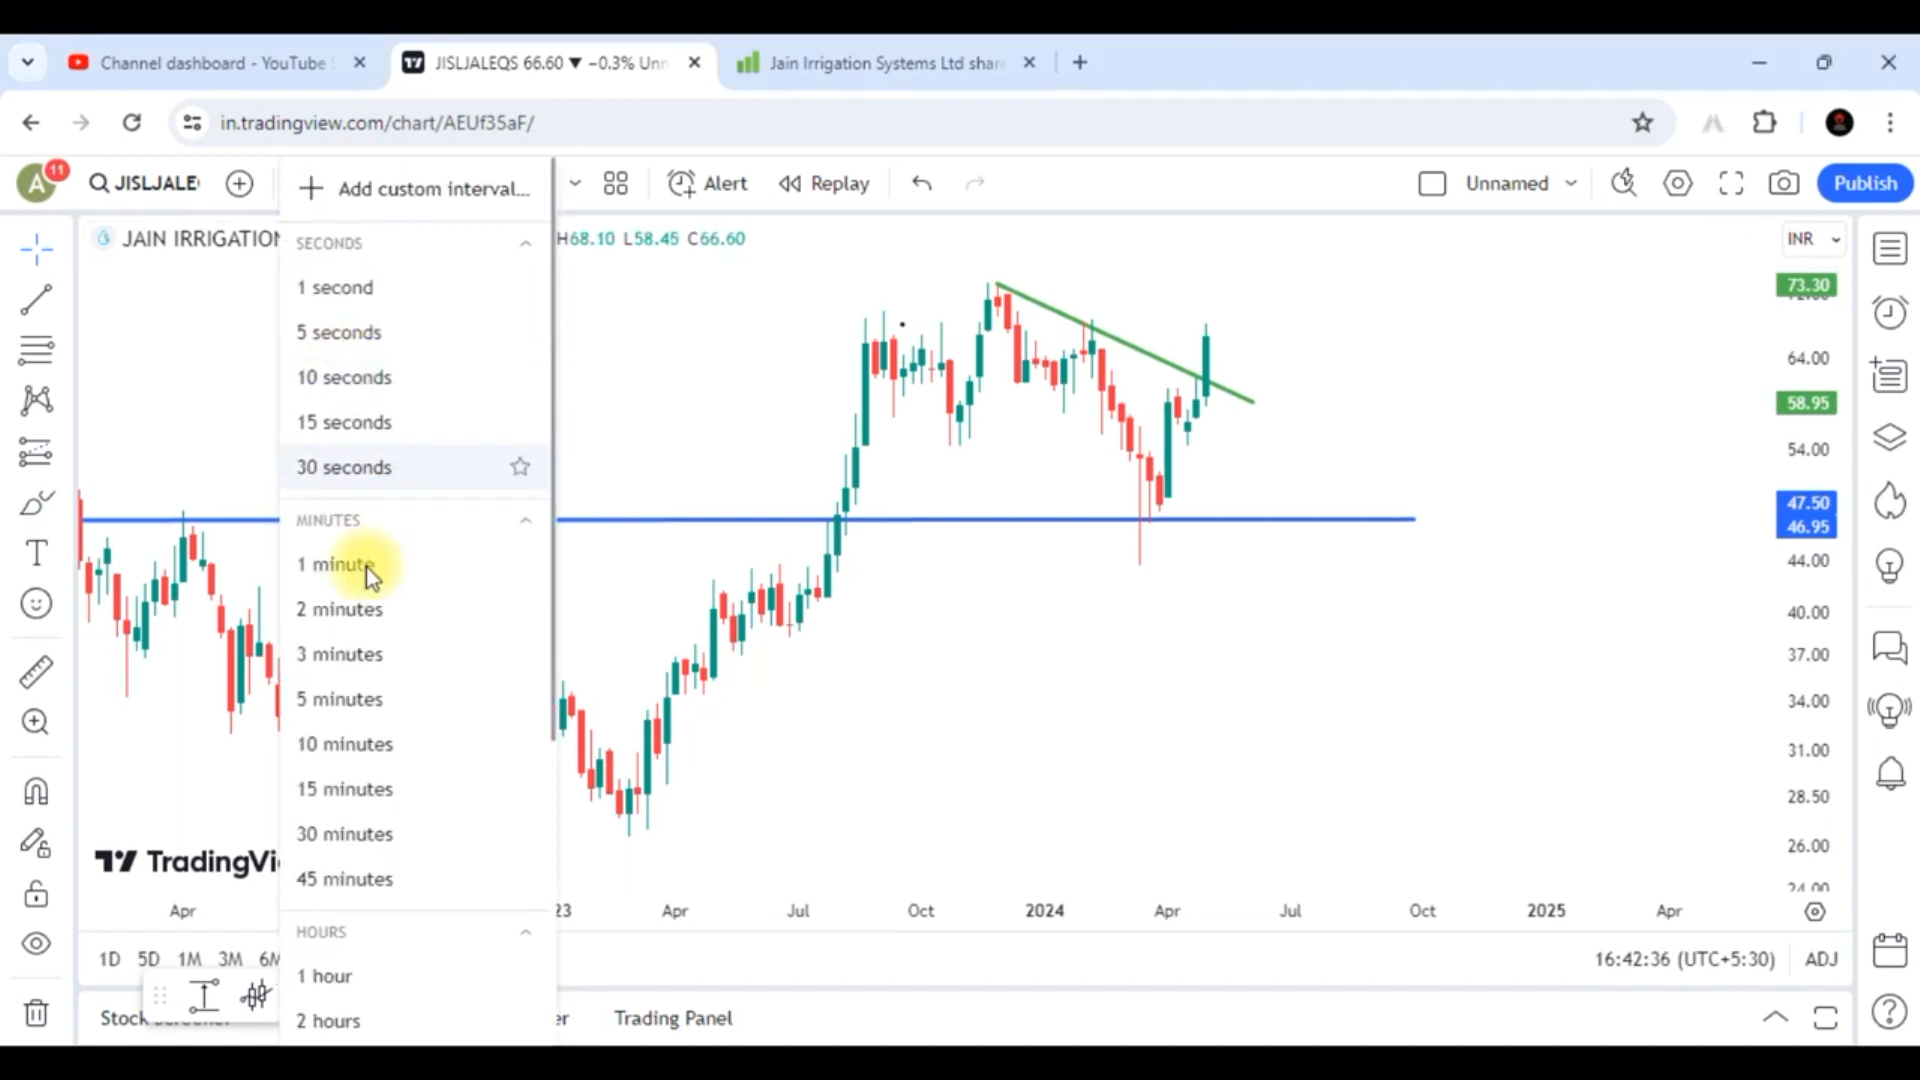 Channel dashboard - YouTube
JISLJALEQS 66.60 ▼ −0.3% Unn
Jain Irrigation Systems Ltd shar
in.tradingview.com/chart/AEUf35aF/
A
11
JISLJALE
Add custom interval...
Alert
Replay
Unnamed
Publish
JAIN IRRIGATION
H68.10 L58.45 C66.60
INR
SECONDS
1 second
5 seconds
10 seconds
15 seconds
30 seconds
MINUTES
1 minute
2 minutes
3 minutes
5 minutes
10 minutes
15 minutes
30 minutes
45 minutes
HOURS
1 hour
2 hours
73.30
64.00
58.95
54.00
47.50
46.95
44.00
40.00
37.00
34.00
31.00
28.50
26.00
24.00
TradingVi
Apr
23
Apr
Jul
Oct
2024
Apr
Jul
Oct
2025
Apr
1D 5D 1M 3M 6M
16:42:36 (UTC+5:30)
ADJ
Stock
er
Trading Panel